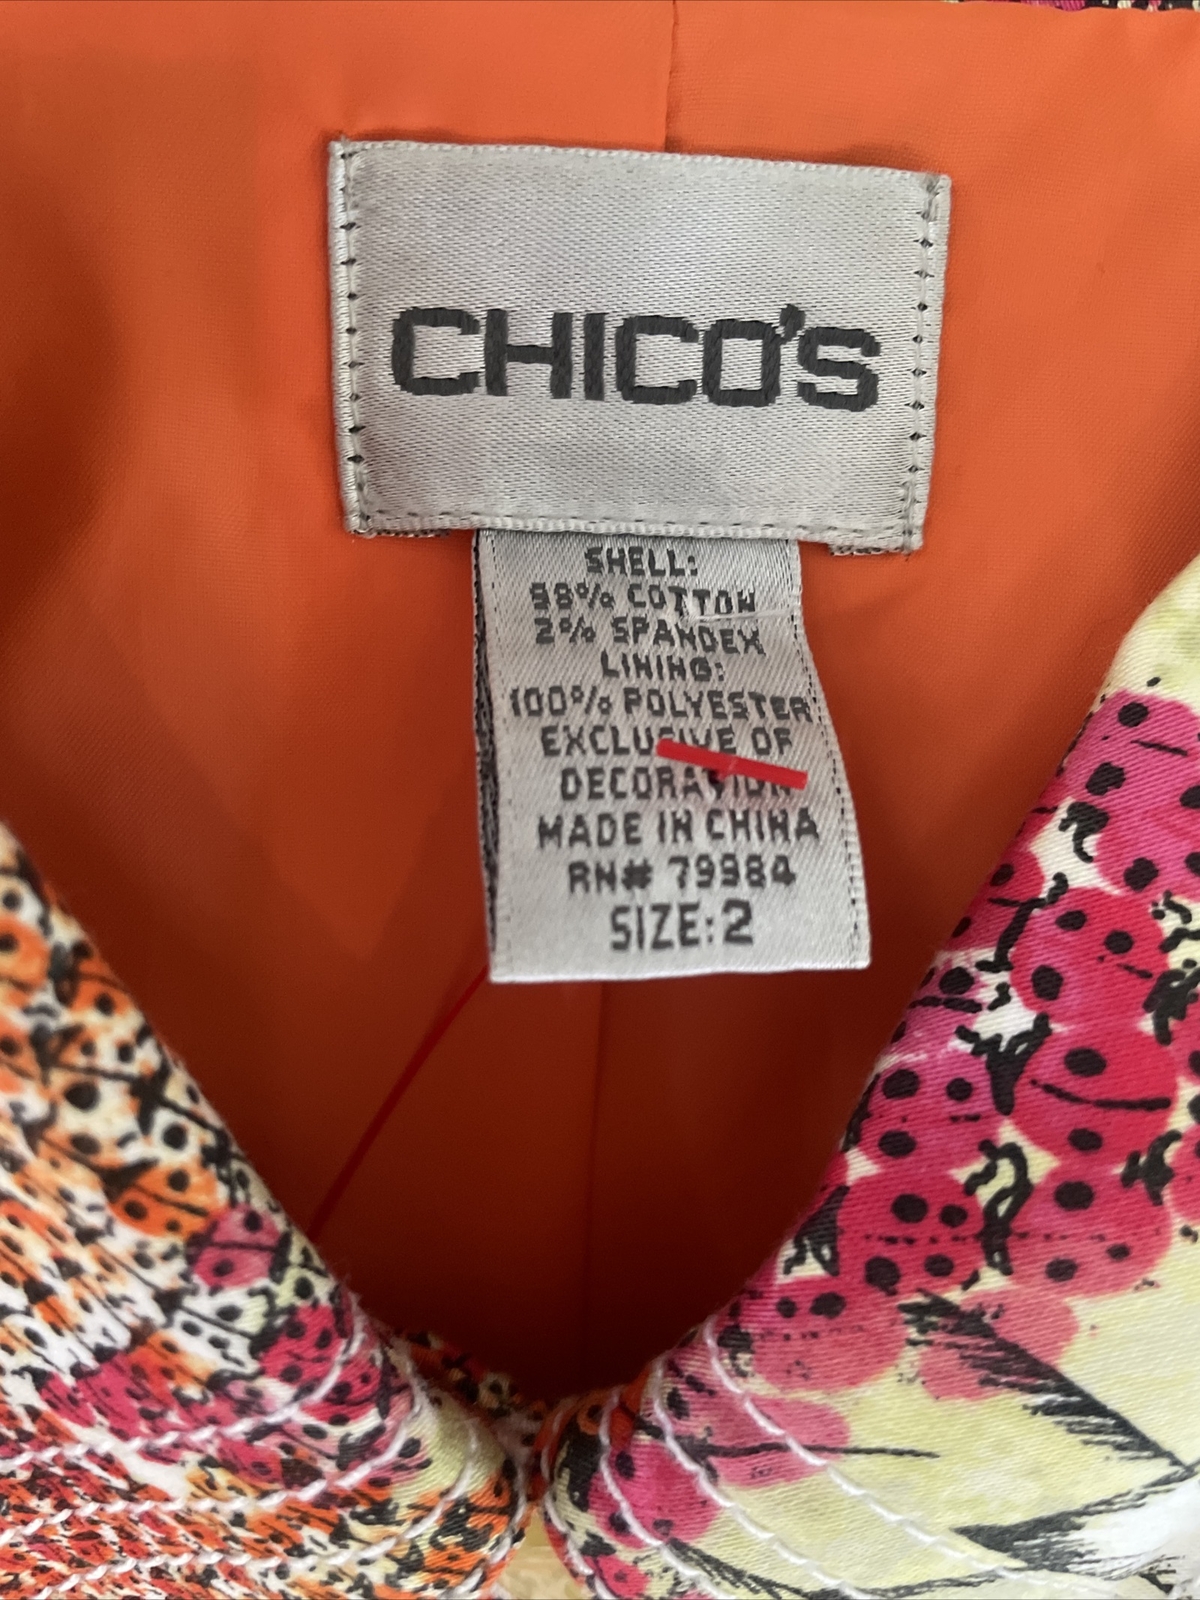 CHICO'S
SHELL:
98% COTTON
2% SPANDEX
LINING:
100% POLYESTER
EXCLUSIVE OF
DECORATION
MADE IN CHINA
RN# 79984
SIZE: 2